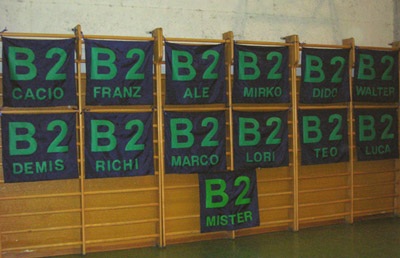 B2 B2 B2 B2 B2 B2
CACIO FRANZ ALE MIRKO DIDO WALTER
B2 B2 B2 B2 B2 B2
DEMIS RICHI MARCO LORI TEO LUCA
B2
MISTER